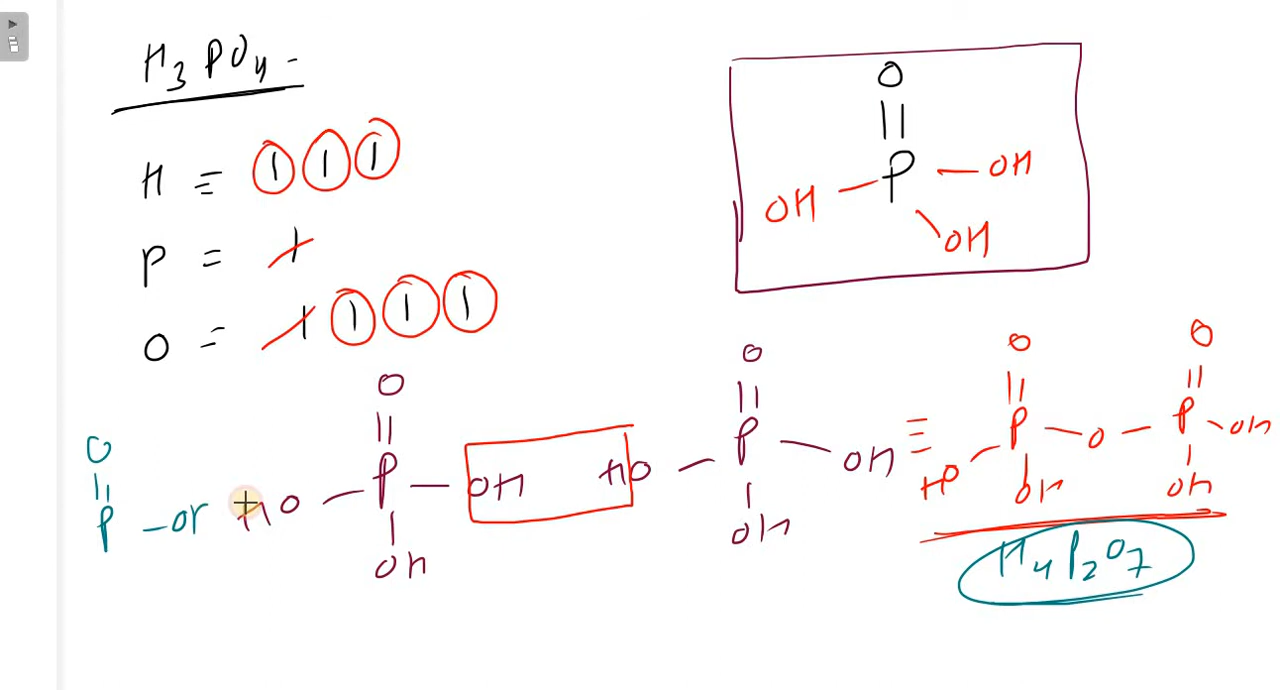 H₃PO₄ -
H = 1 1 1
P = 1
O = 1 1 1 1
O
||
P
OH — P — OH
OH
O
||
P — or
O
||
HO — P — OH
OH
O
||
HO — P — OH
OH
=
O O
|| ||
HO — P — O — P — OH
OH OH
H₄P₂O₇